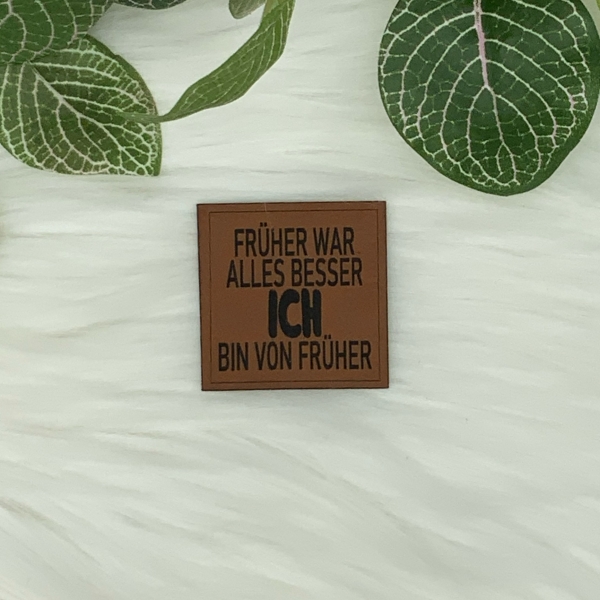 FRÜHER WAR
ALLES BESSER
ICH
BIN VON FRÜHER